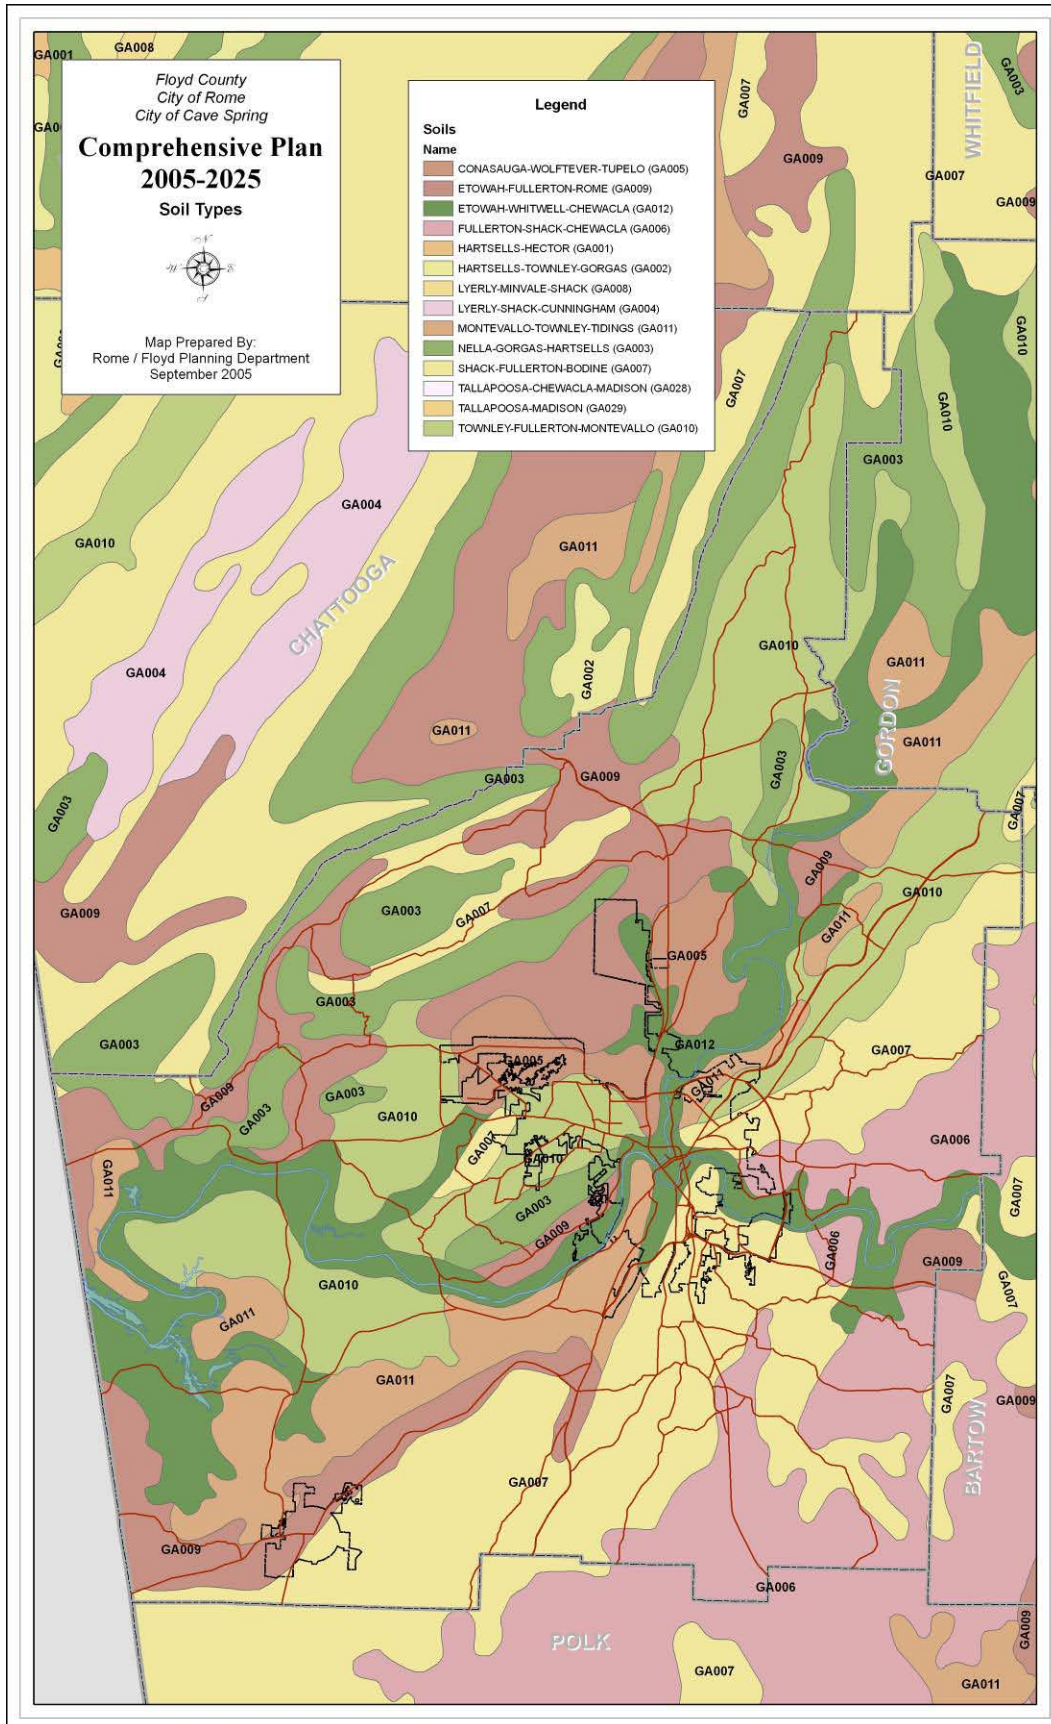 Floyd County
City of Rome
City of Cave Spring
Comprehensive Plan
2005-2025
Soil Types
N
W
E
S
Map Prepared By:
Rome / Floyd Planning Department
September 2005
Legend
Soils
Name
CONASAUGA-WOLFTEVER-TUPELO (GA005)
ETOWAH-FULLERTON-ROME (GA009)
ETOWAH-WHITWELL-CHEWACLA (GA012)
FULLERTON-SHACK-CHEWACLA (GA006)
HARTSELLS-HECTOR (GA001)
HARTSELLS-TOWNLEY-GORGAS (GA002)
LYERLY-MINVALE-SHACK (GA008)
LYERLY-SHACK-CUNNINGHAM (GA004)
MONTEVALLO-TOWNLEY-TIDINGS (GA011)
NELLA-GORGAS-HARTSELLS (GA003)
SHACK-FULLERTON-BODINE (GA007)
TALLAPOOSA-CHEWACLA-MADISON (GA028)
TALLAPOOSA-MADISON (GA029)
TOWNLEY-FULLERTON-MONTEVALLO (GA010)
GA001
GA008
GA007
WHITFIELD
GA003
GA009
GA007
GA009
GA010
GA007
GA010
GA003
GA004
GA010
GA011
CHATTOOGA
GA004
GA002
GA010
GA011
GORDON
GA011
GA011
GA003
GA009
GA003
GA003
GA007
GA009
GA010
GA009
GA003
GA007
GA011
GA005
GA003
GA003
GA012
GA005
GA007
GA009
GA003
GA011
GA003
GA010
GA007
GA010
GA006
GA011
GA007
GA003
GA009
GA006
GA009
GA010
GA007
GA011
GA011
GA007
GA009
BARTOW
GA007
GA009
GA006
GA009
POLK
GA007
GA011